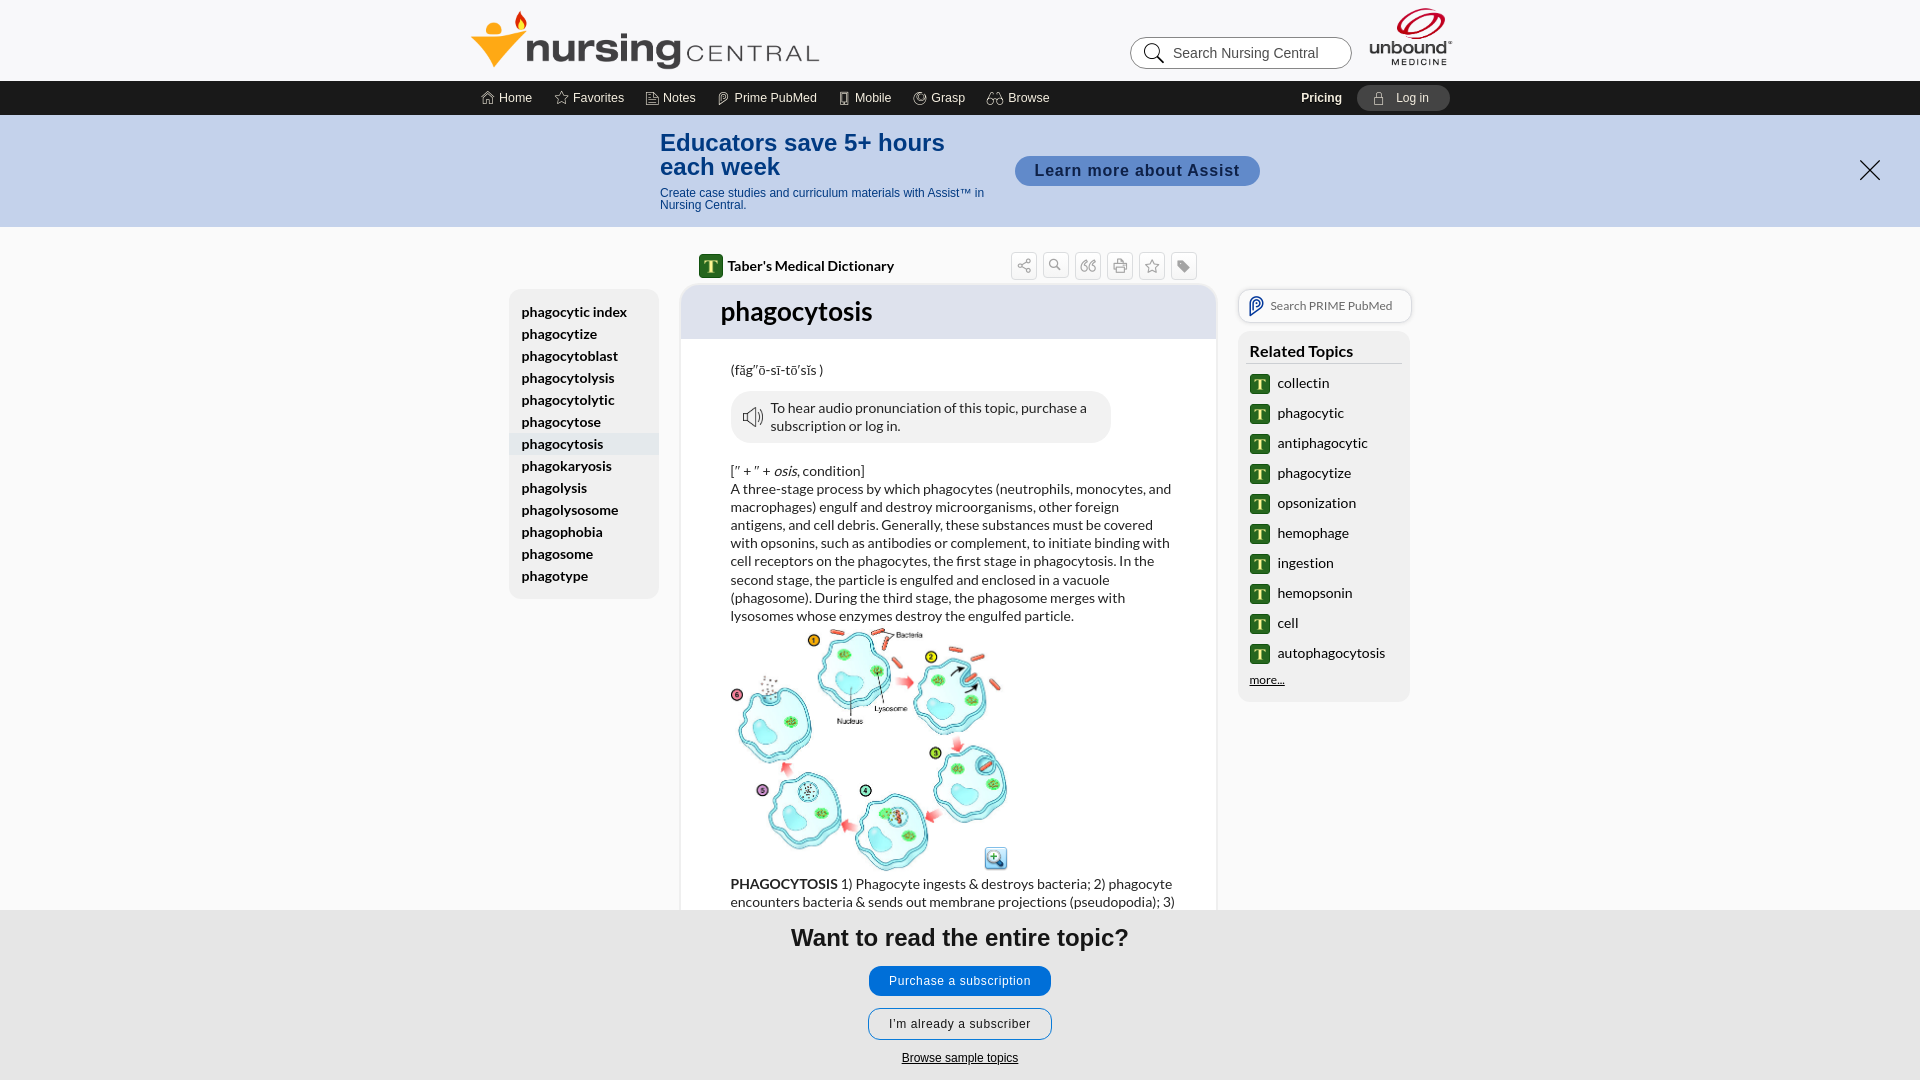 nursing CENTRAL
Search Nursing Central
unbound
MEDICINE
Home
Favorites
Notes
Prime PubMed
Mobile
Grasp
Browse
Pricing
Log in
Educators save 5+ hours
each week
Create case studies and curriculum materials with Assist™ in
Nursing Central.
Learn more about Assist
Taber's Medical Dictionary
phagocytic index
phagocytize
phagocytoblast
phagocytolysis
phagocytolytic
phagocytose
phagocytosis
phagokaryosis
phagolysis
phagolysosome
phagophobia
phagosome
phagotype
phagocytosis
(făg″ō-sī-tō′sĭs )
To hear audio pronunciation of this topic, purchase a
subscription or log in.
[″ + ″ + osis, condition]
A three-stage process by which phagocytes (neutrophils, monocytes, and
macrophages) engulf and destroy microorganisms, other foreign
antigens, and cell debris. Generally, these substances must be covered
with opsonins, such as antibodies or complement, to initiate binding with
cell receptors on the phagocytes, the first stage in phagocytosis. In the
second stage, the particle is engulfed and enclosed in a vacuole
(phagosome). During the third stage, the phagosome merges with
lysosomes whose enzymes destroy the engulfed particle.
1
Bacteria
2
6
Lysosome
Nucleus
3
5
4
PHAGOCYTOSIS 1) Phagocyte ingests & destroys bacteria; 2) phagocyte
encounters bacteria & sends out membrane projections (pseudopodia); 3)
Search PRIME PubMed
Related Topics
T collectin
T phagocytic
T antiphagocytic
T phagocytize
T opsonization
T hemophage
T ingestion
T hemopsonin
T cell
T autophagocytosis
more...
Want to read the entire topic?
Purchase a subscription
I’m already a subscriber
Browse sample topics